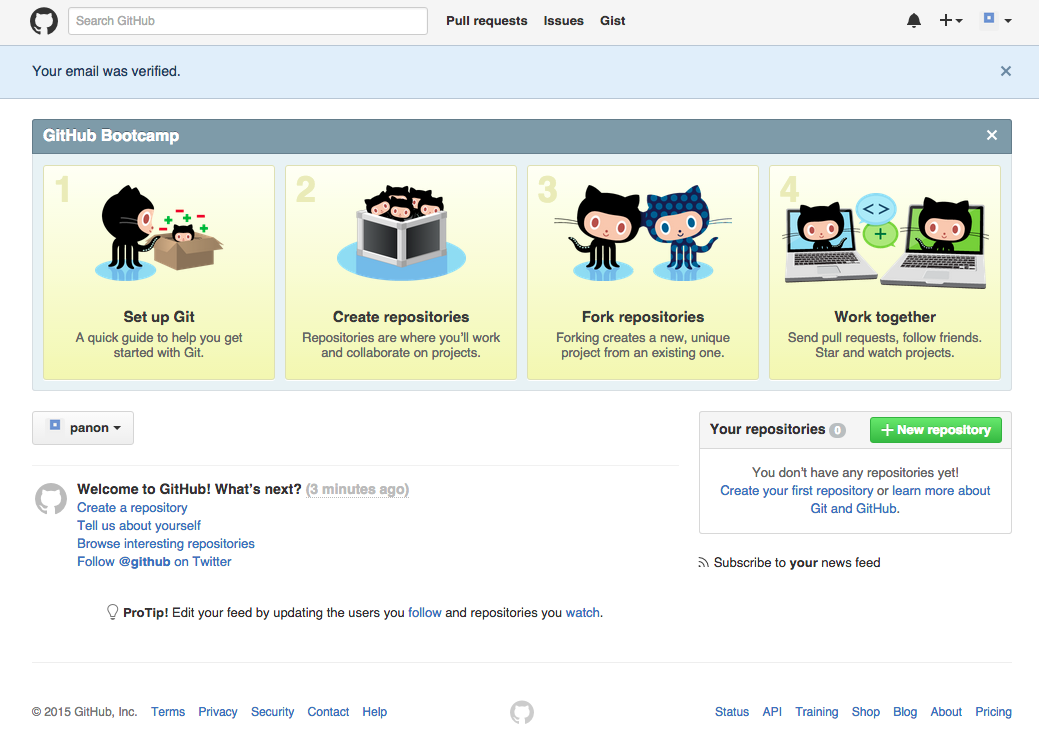 Search GitHub Pull requests Issues Gist
Your email was verified.
GitHub Bootcamp
1
Set up Git
A quick guide to help you get
started with Git.
2
Create repositories
Repositories are where you'll work
and collaborate on projects.
3
Fork repositories
Forking creates a new, unique
project from an existing one.
4
Work together
Send pull requests, follow friends.
Star and watch projects.
panon
Welcome to GitHub! What's next? (3 minutes ago)
Create a repository
Tell us about yourself
Browse interesting repositories
Follow @github on Twitter
ProTip! Edit your feed by updating the users you follow and repositories you watch.
Your repositories 0 + New repository
You don't have any repositories yet!
Create your first repository or learn more about
Git and GitHub.
Subscribe to your news feed
© 2015 GitHub, Inc. Terms Privacy Security Contact Help Status API Training Shop Blog About Pricing